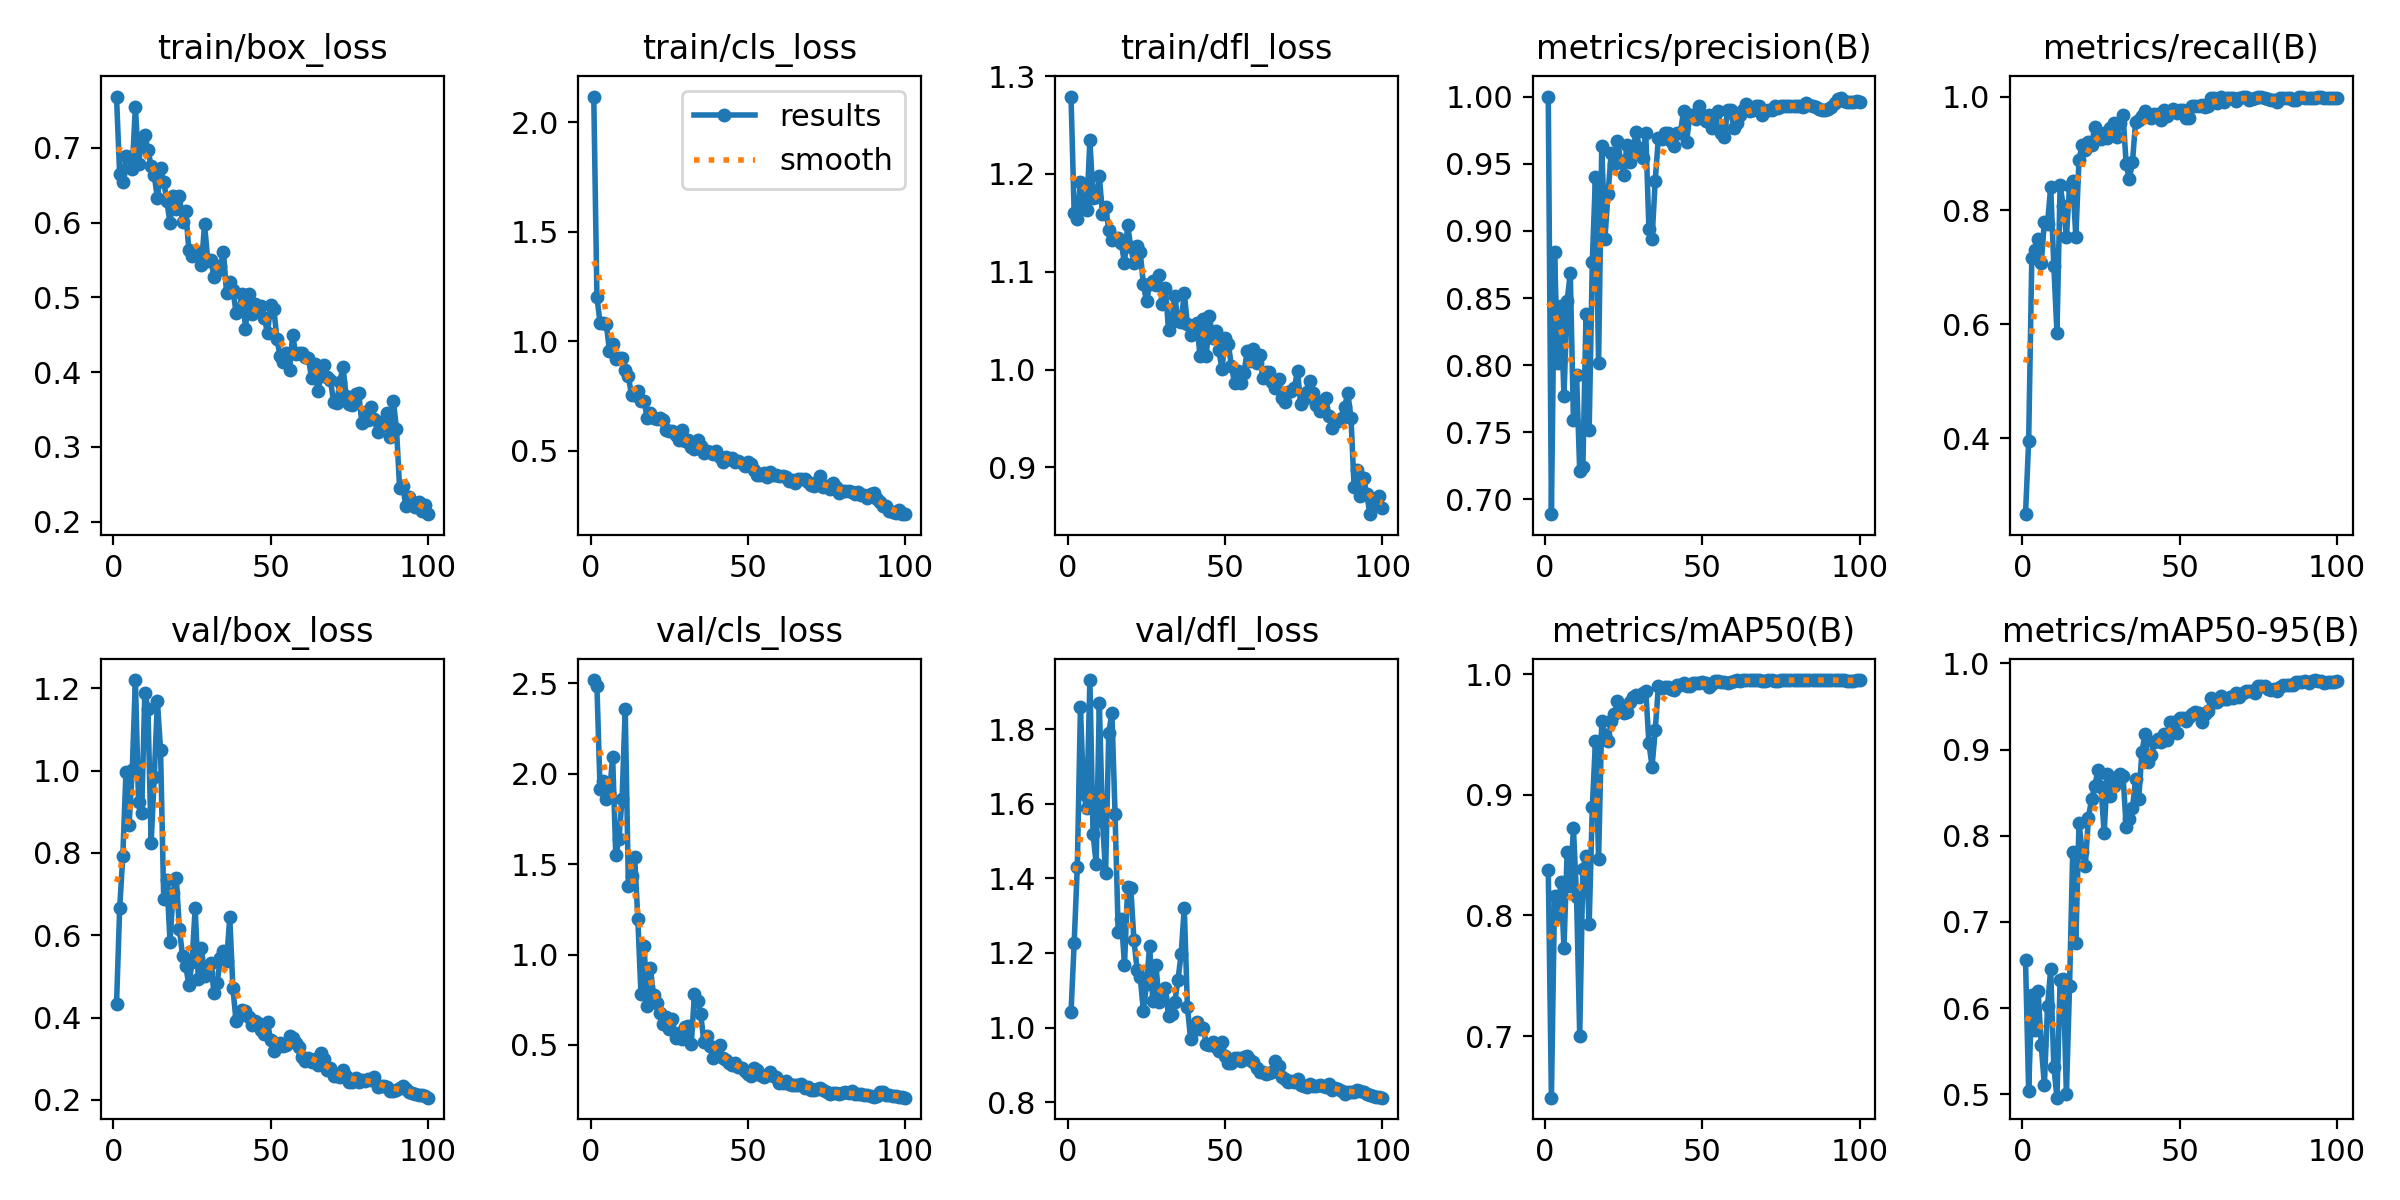 train/box_loss
0.7
0.6
0.5
0.4
0.3
0.2
0 50 100
train/cls_loss
results
smooth
2.0
1.5
1.0
0.5
0 50 100
train/dfl_loss
1.3
1.2
1.1
1.0
0.9
0 50 100
metrics/precision(B)
1.00
0.95
0.90
0.85
0.80
0.75
0.70
0 50 100
metrics/recall(B)
1.0
0.8
0.6
0.4
0 50 100
val/box_loss
1.2
1.0
0.8
0.6
0.4
0.2
0 50 100
val/cls_loss
2.5
2.0
1.5
1.0
0.5
0 50 100
val/dfl_loss
1.8
1.6
1.4
1.2
1.0
0.8
0 50 100
metrics/mAP50(B)
1.0
0.9
0.8
0.7
0 50 100
metrics/mAP50-95(B)
1.0
0.9
0.8
0.7
0.6
0.5
0 50 100